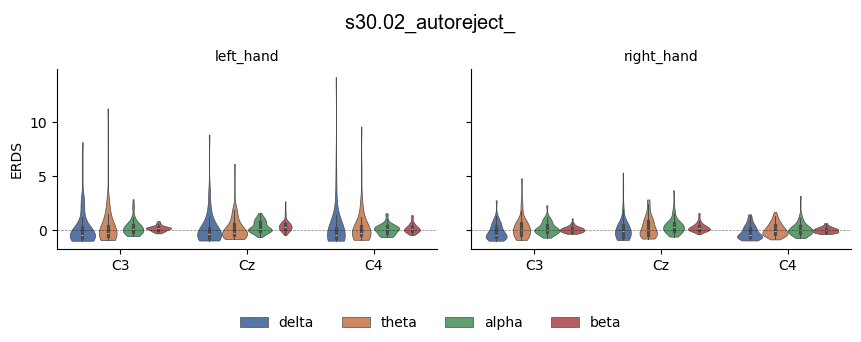 s30.02_autoreject_
left_hand
right_hand
ERDS
10
5
0
C3
Cz
C4
C3
Cz
C4
delta
theta
alpha
beta